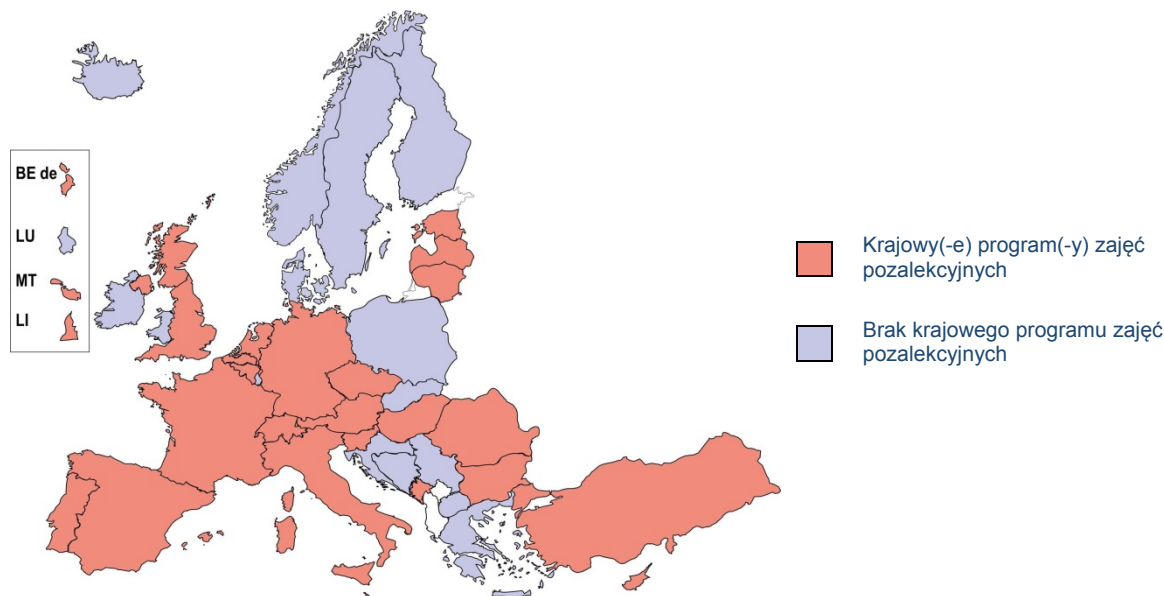 BE de
LU
MT
LI
Krajowy(-e) program(-y) zajęć
pozalekcyjnych
Brak krajowego programu zajęć
pozalekcyjnych